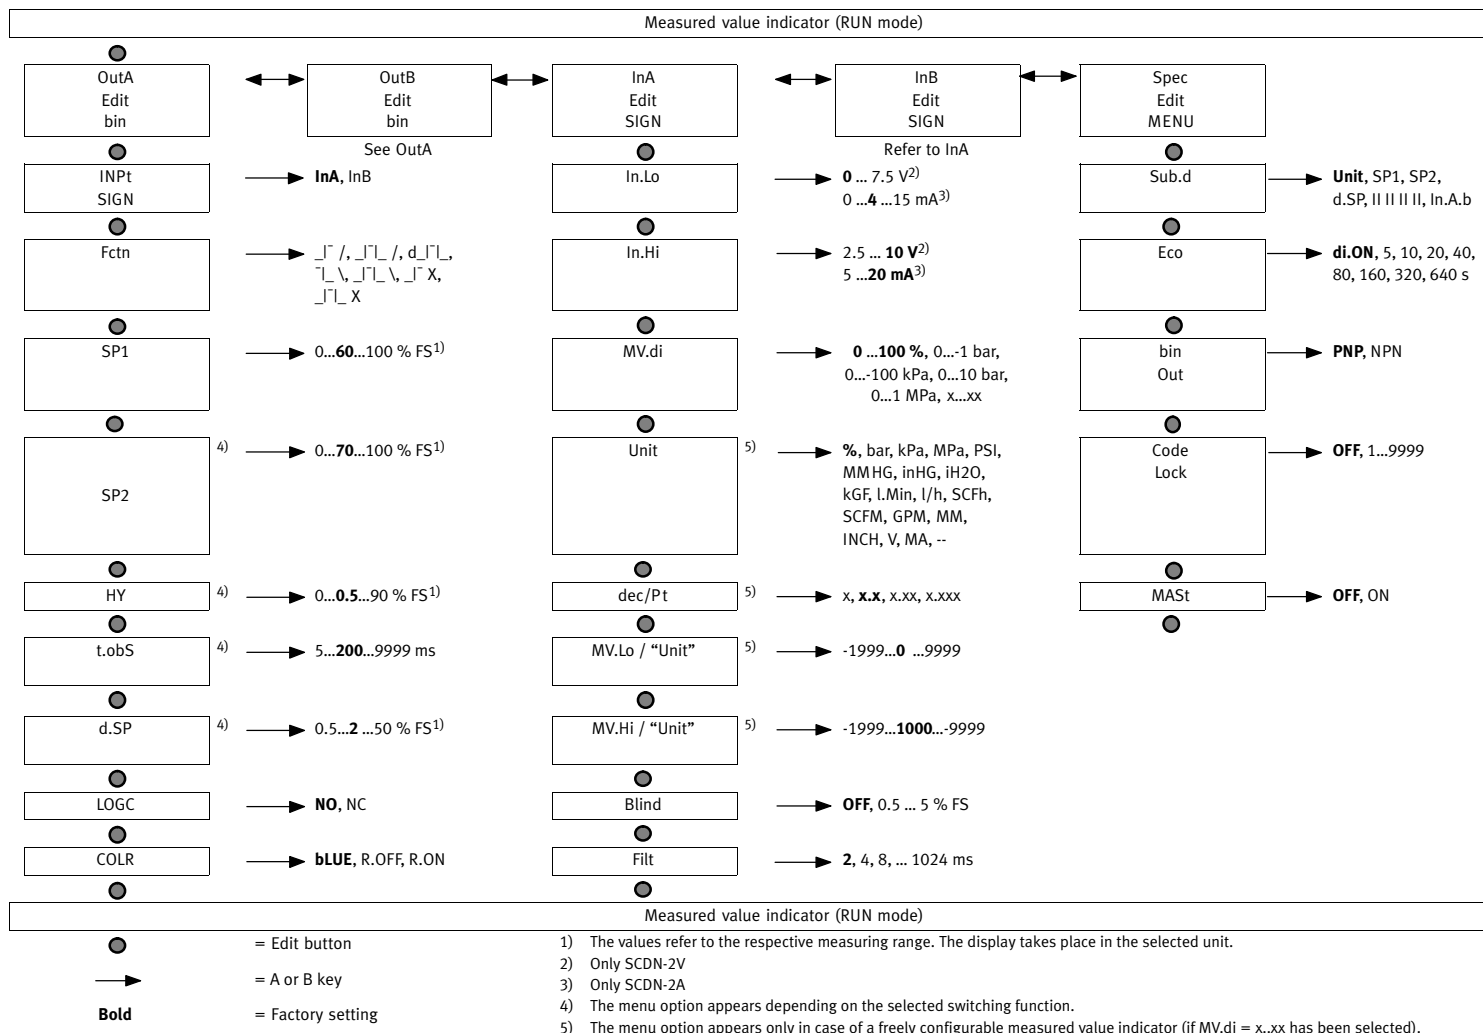 Measured value indicator (RUN mode)
OutA
Edit
bin
OutB
Edit
bin
InA
Edit
SIGN
InB
Edit
SIGN
Spec
Edit
MENU
See OutA
Refer to InA
INPt
SIGN
InA, InB
In.Lo
0 ... 7.5 V2)
0 ...4 ...15 mA3)
Sub.d
Unit, SP1, SP2,
d.SP, II II II II, In.A.b
Fctn
_|¯ /, _|¯|_ /, d_|¯|_,
¯|_ \, _|¯|_ \, _|¯ X,
_|¯|_ X
In.Hi
2.5 ... 10 V2)
5 ...20 mA3)
Eco
di.ON, 5, 10, 20, 40,
80, 160, 320, 640 s
SP1
0...60...100 % FS1)
MV.di
0 ...100 %, 0...-1 bar,
0...-100 kPa, 0...10 bar,
0...1 MPa, x...xx
bin
Out
PNP, NPN
SP2
4)
0...70...100 % FS1)
Unit
5)
%, bar, kPa, MPa, PSI,
MMHG, inHG, iH2O,
kGF, l.Min, l/h, SCFh,
SCFM, GPM, MM,
INCH, V, MA, --
Code
Lock
OFF, 1...9999
HY
4)
0...0.5...90 % FS1)
dec/Pt
5)
x, x.x, x.xx, x.xxx
MASt
OFF, ON
t.obS
4)
5...200...9999 ms
MV.Lo / “Unit”
5)
-1999...0 ...9999
d.SP
4)
0.5...2 ...50 % FS1)
MV.Hi / “Unit”
5)
-1999...1000...-9999
LOGC
NO, NC
Blind
OFF, 0.5 ... 5 % FS
COLR
bLUE, R.OFF, R.ON
Filt
2, 4, 8, ... 1024 ms
Measured value indicator (RUN mode)
= Edit button
= A or B key
Bold
= Factory setting
1) The values refer to the respective measuring range. The display takes place in the selected unit.
2) Only SCDN-2V
3) Only SCDN-2A
4) The menu option appears depending on the selected switching function.
5) The menu option appears only in case of a freely configurable measured value indicator (if MV.di = x..xx has been selected).